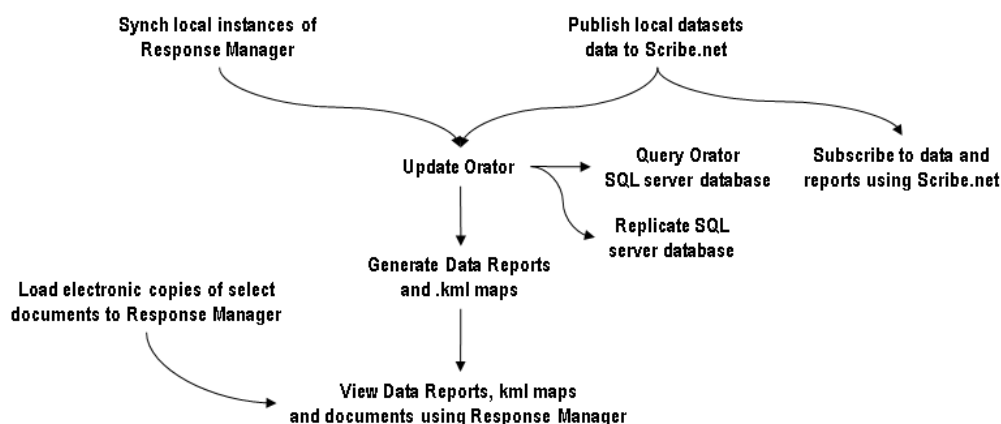 Synch local instances of
Response Manager
Publish local datasets
data to Scribe.net
Update Orator
Query Orator
SQL server database
Subscribe to data and
reports using Scribe.net
Replicate SQL
server database
Generate Data Reports
and .kml maps
Load electronic copies of select
documents to Response Manager
View Data Reports, kml maps
and documents using Response Manager